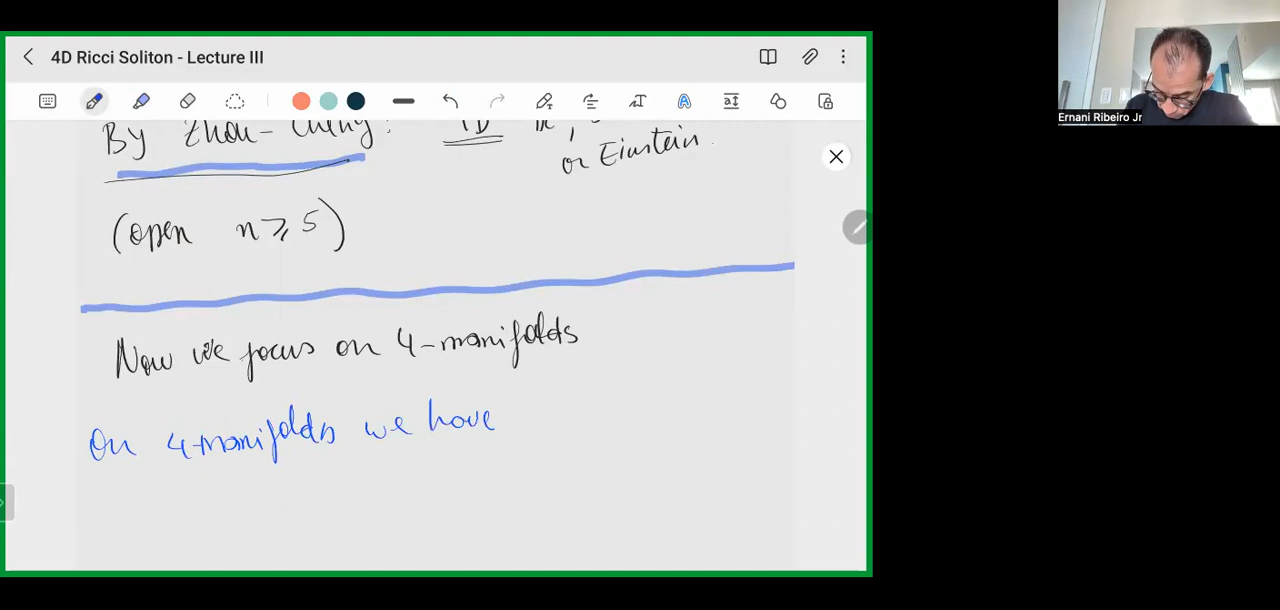 4D Ricci Soliton - Lecture III
Ernani Ribeiro Jr
By Zhou-
or Einstein.
(open n ⩾ 5)
Now we focus on 4-manifolds
On 4-manifolds we have